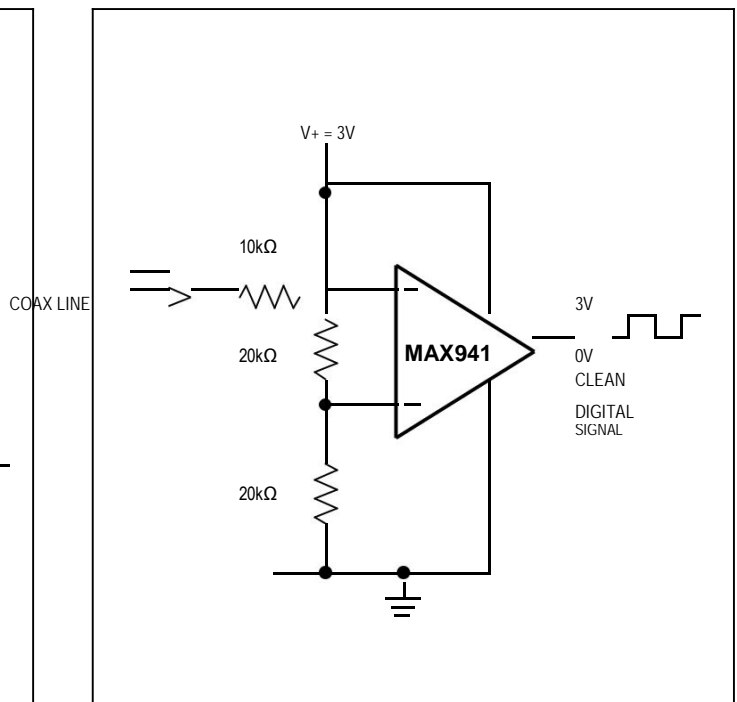 V+ = 3V
10kΩ
COAX LINE
3V
20kΩ
MAX941
0V
CLEAN
DIGITAL
SIGNAL
20kΩ